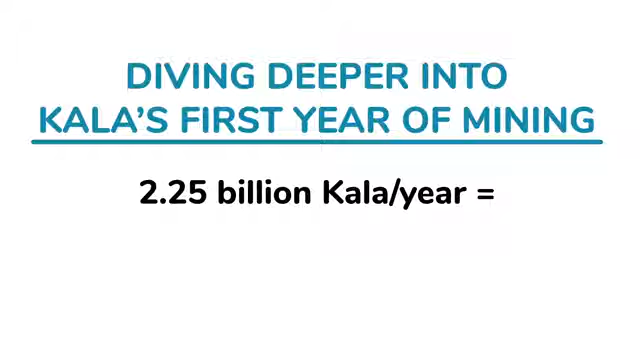 DIVING DEEPER INTO
KALA'S FIRST YEAR OF MINING
2.25 billion Kala/year =